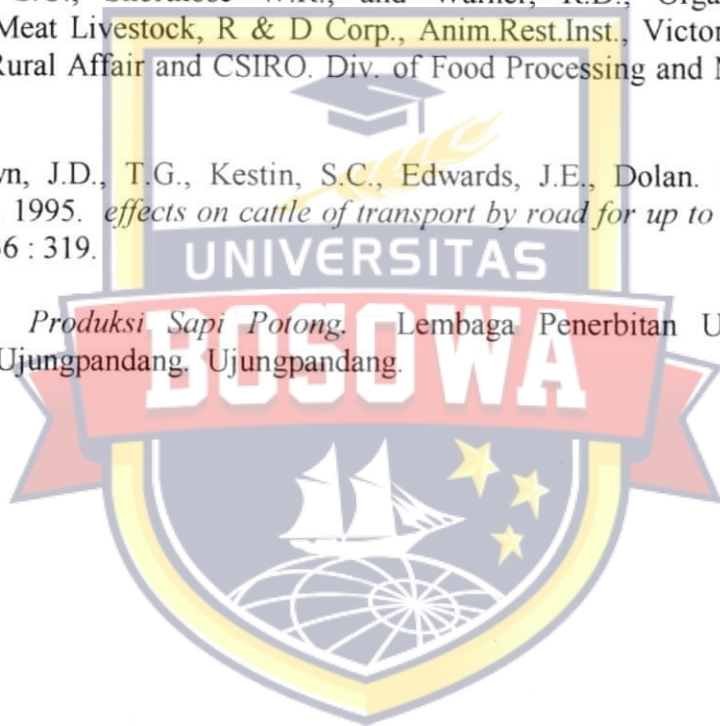 Meat Livestock, R & D Corp., Anim.Rest.Inst., Victor
Rural Affair and CSIRO. Div. of Food Processing and
wn, J.D., T.G., Kestin, S.C., Edwards, J.E., Dolan.
1995. effects on cattle of transport by road for up to
6 : 319.
UNIVERSITAS
Produksi Sapi Potong. Lembaga Penerbitan U
Ujungpandang. Ujungpandang.
BOSOWA